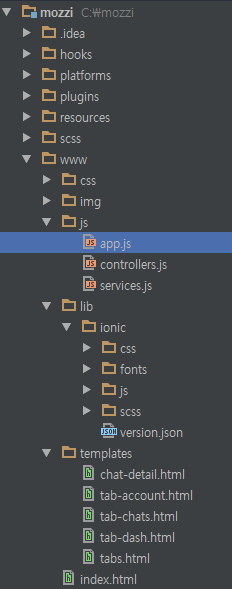 mozzi C:₩mozzi
.idea
hooks
platforms
plugins
resources
scss
www
css
img
js
app.js
controllers.js
services.js
lib
ionic
css
fonts
js
scss
version.json
templates
chat-detail.html
tab-account.html
tab-chats.html
tab-dash.html
tabs.html
index.html